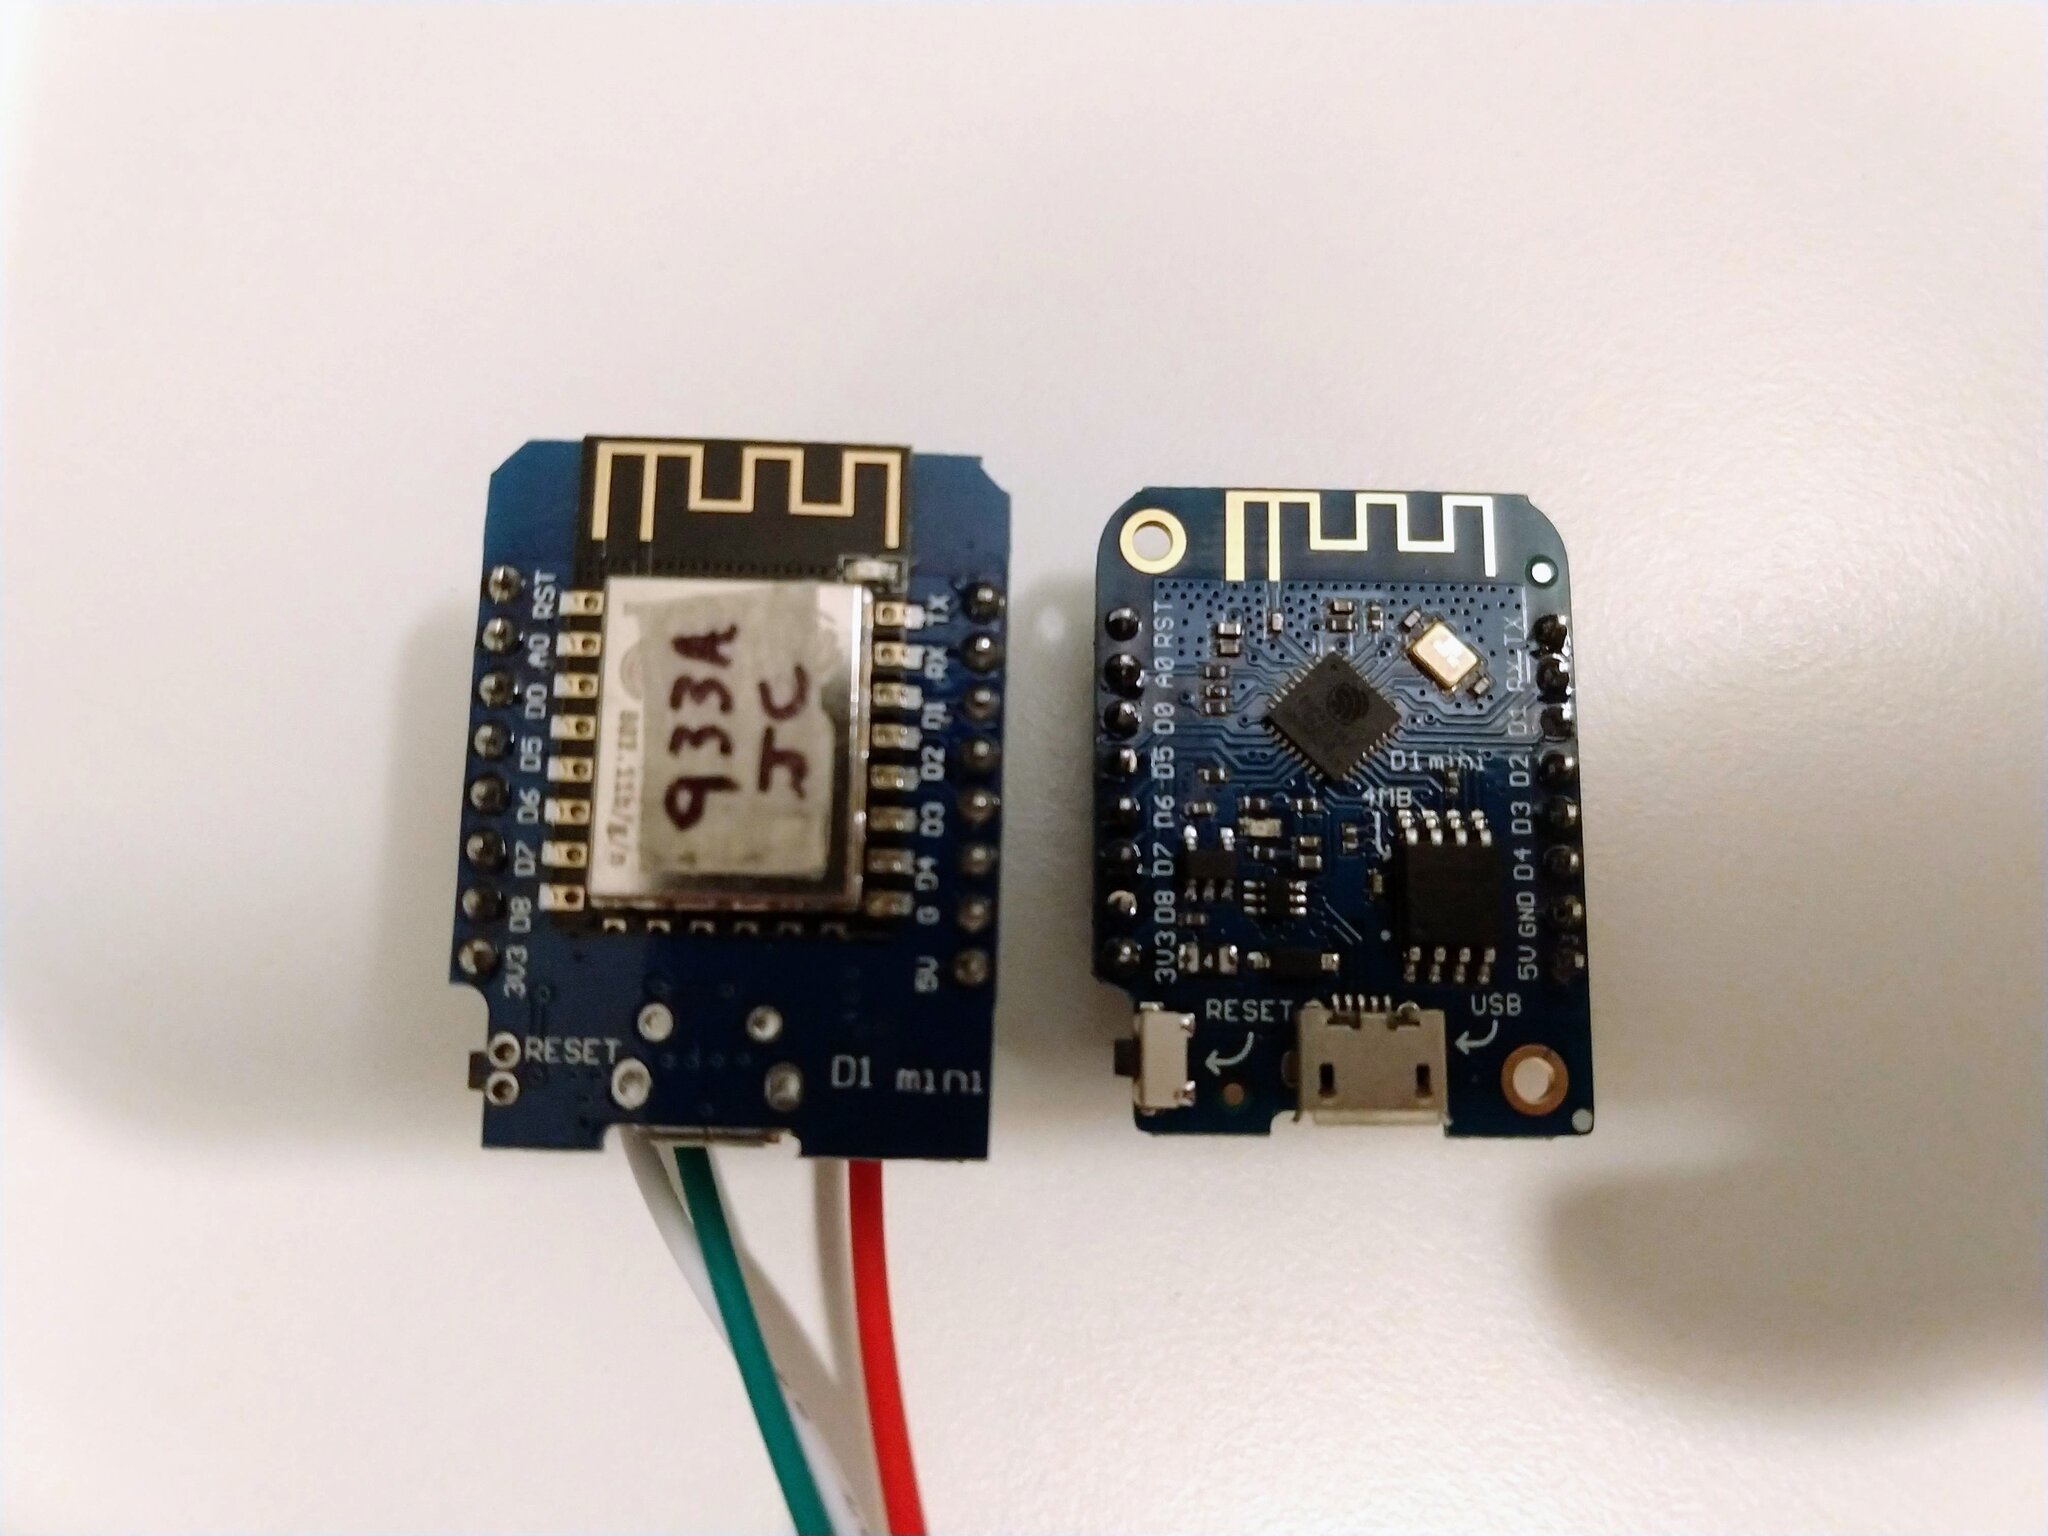 RST
A0
D0
D5
D6
D7
D8
3V3
TX
RX
D1
D2
D3
D4
G
5V
933A
JC
802.11b/g/n
RESET
D1 mini
RST
A0
D0
D5
D6
D7
D8
3V3
TX
RX
D1
D2
D3
D4
GND
5V
D1 mini
4MB
RESET
USB